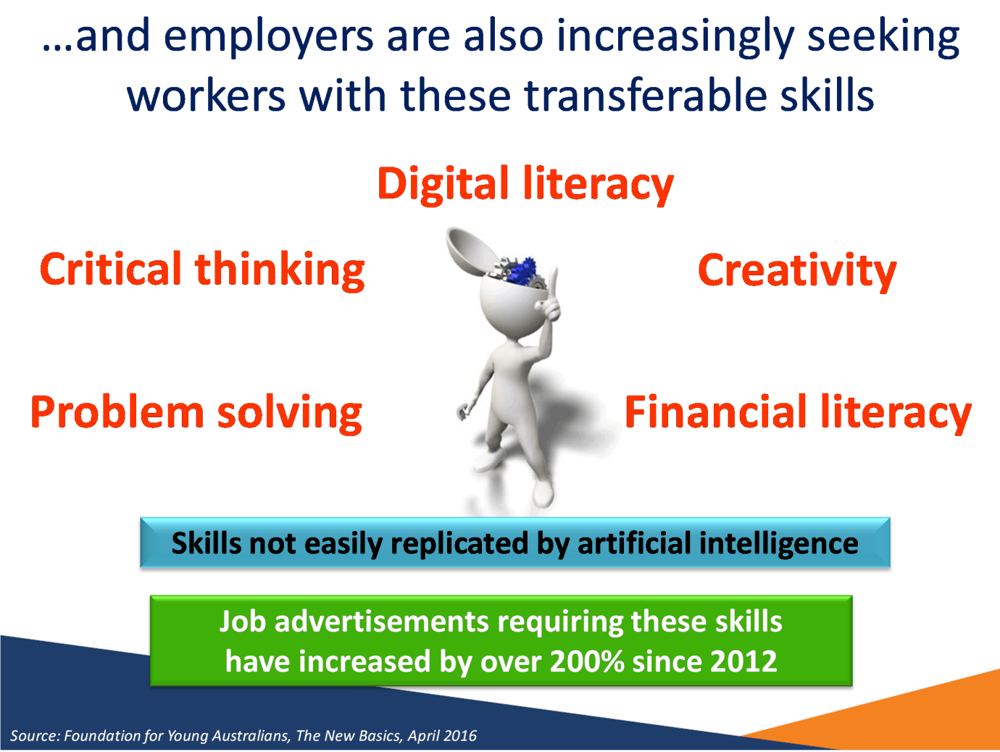 ...and employers are also increasingly seeking
workers with these transferable skills
Digital literacy
Critical thinking
Creativity
Problem solving
Financial literacy
Skills not easily replicated by artificial intelligence
Job advertisements requiring these skills
have increased by over 200% since 2012
Source: Foundation for Young Australians, The New Basics, April 2016